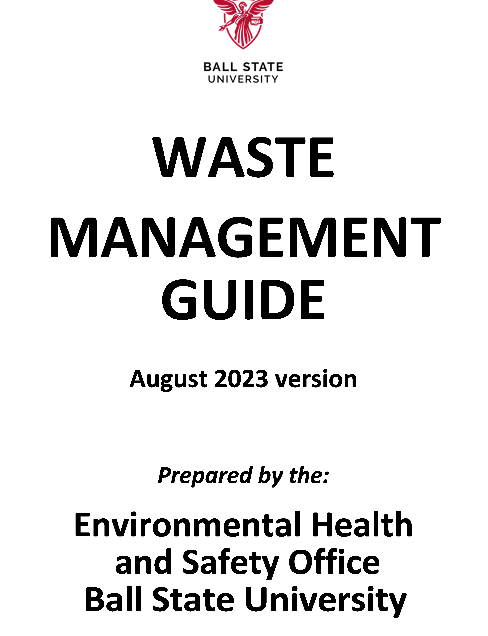 BALL STATE
UNIVERSITY
WASTE
MANAGEMENT
GUIDE
August 2023 version
Prepared by the:
Environmental Health
and Safety Office
Ball State University